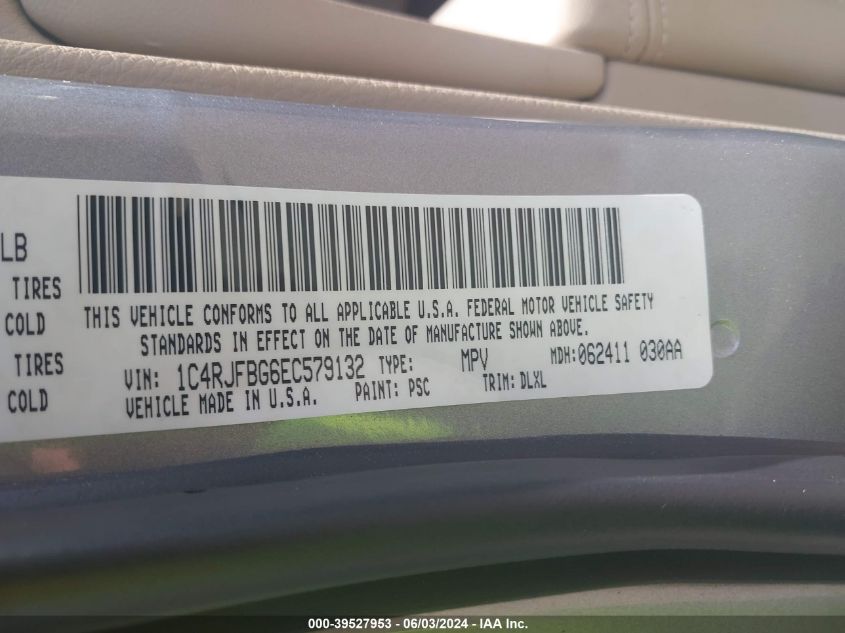 LB
TIRES
COLD
TIRES
COLD
THIS VEHICLE CONFORMS TO ALL APPLICABLE U.S.A. FEDERAL MOTOR VEHICLE SAFETY
STANDARDS IN EFFECT ON THE DATE OF MANUFACTURE SHOWN ABOVE.
VIN: 1C4RJFBG6EC579132 TYPE: MPV MDH:062411 030AA
VEHICLE MADE IN U.S.A. PAINT: PSC TRIM: DLXL
000-39527953 - 06/03/2024 - IAA Inc.